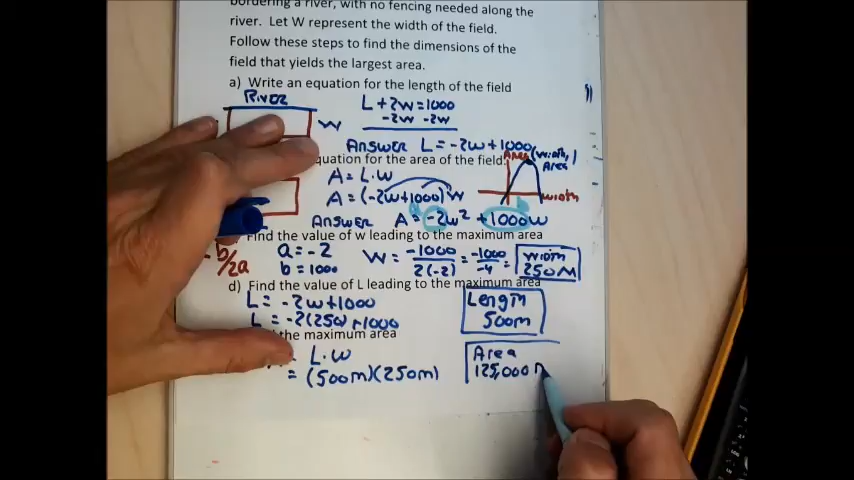 bordering a river, with no fencing needed along the
river. Let W represent the width of the field.
Follow these steps to find the dimensions of the
field that yields the largest area.
a) Write an equation for the length of the field
RIVER
L + 2W = 1000
-2W -2W
W
ANSWER L = -2W + 1000
equation for the area of the field.
AREA
(Width,
Area
)
width
A = L·W
A = (-2W + 1000)W
ANSWER A = -2W² + 1000W
Find the value of w leading to the maximum area
-b/2a
a = -2
b = 1000
W = -1000/2(-2) = -1000/-4 =
Width
250M
d) Find the value of L leading to the maximum area
L = -2W + 1000
L = -2(250) + 1000
Length
500m
the maximum area
L·W
= (500m)(250m)
Area
125,000